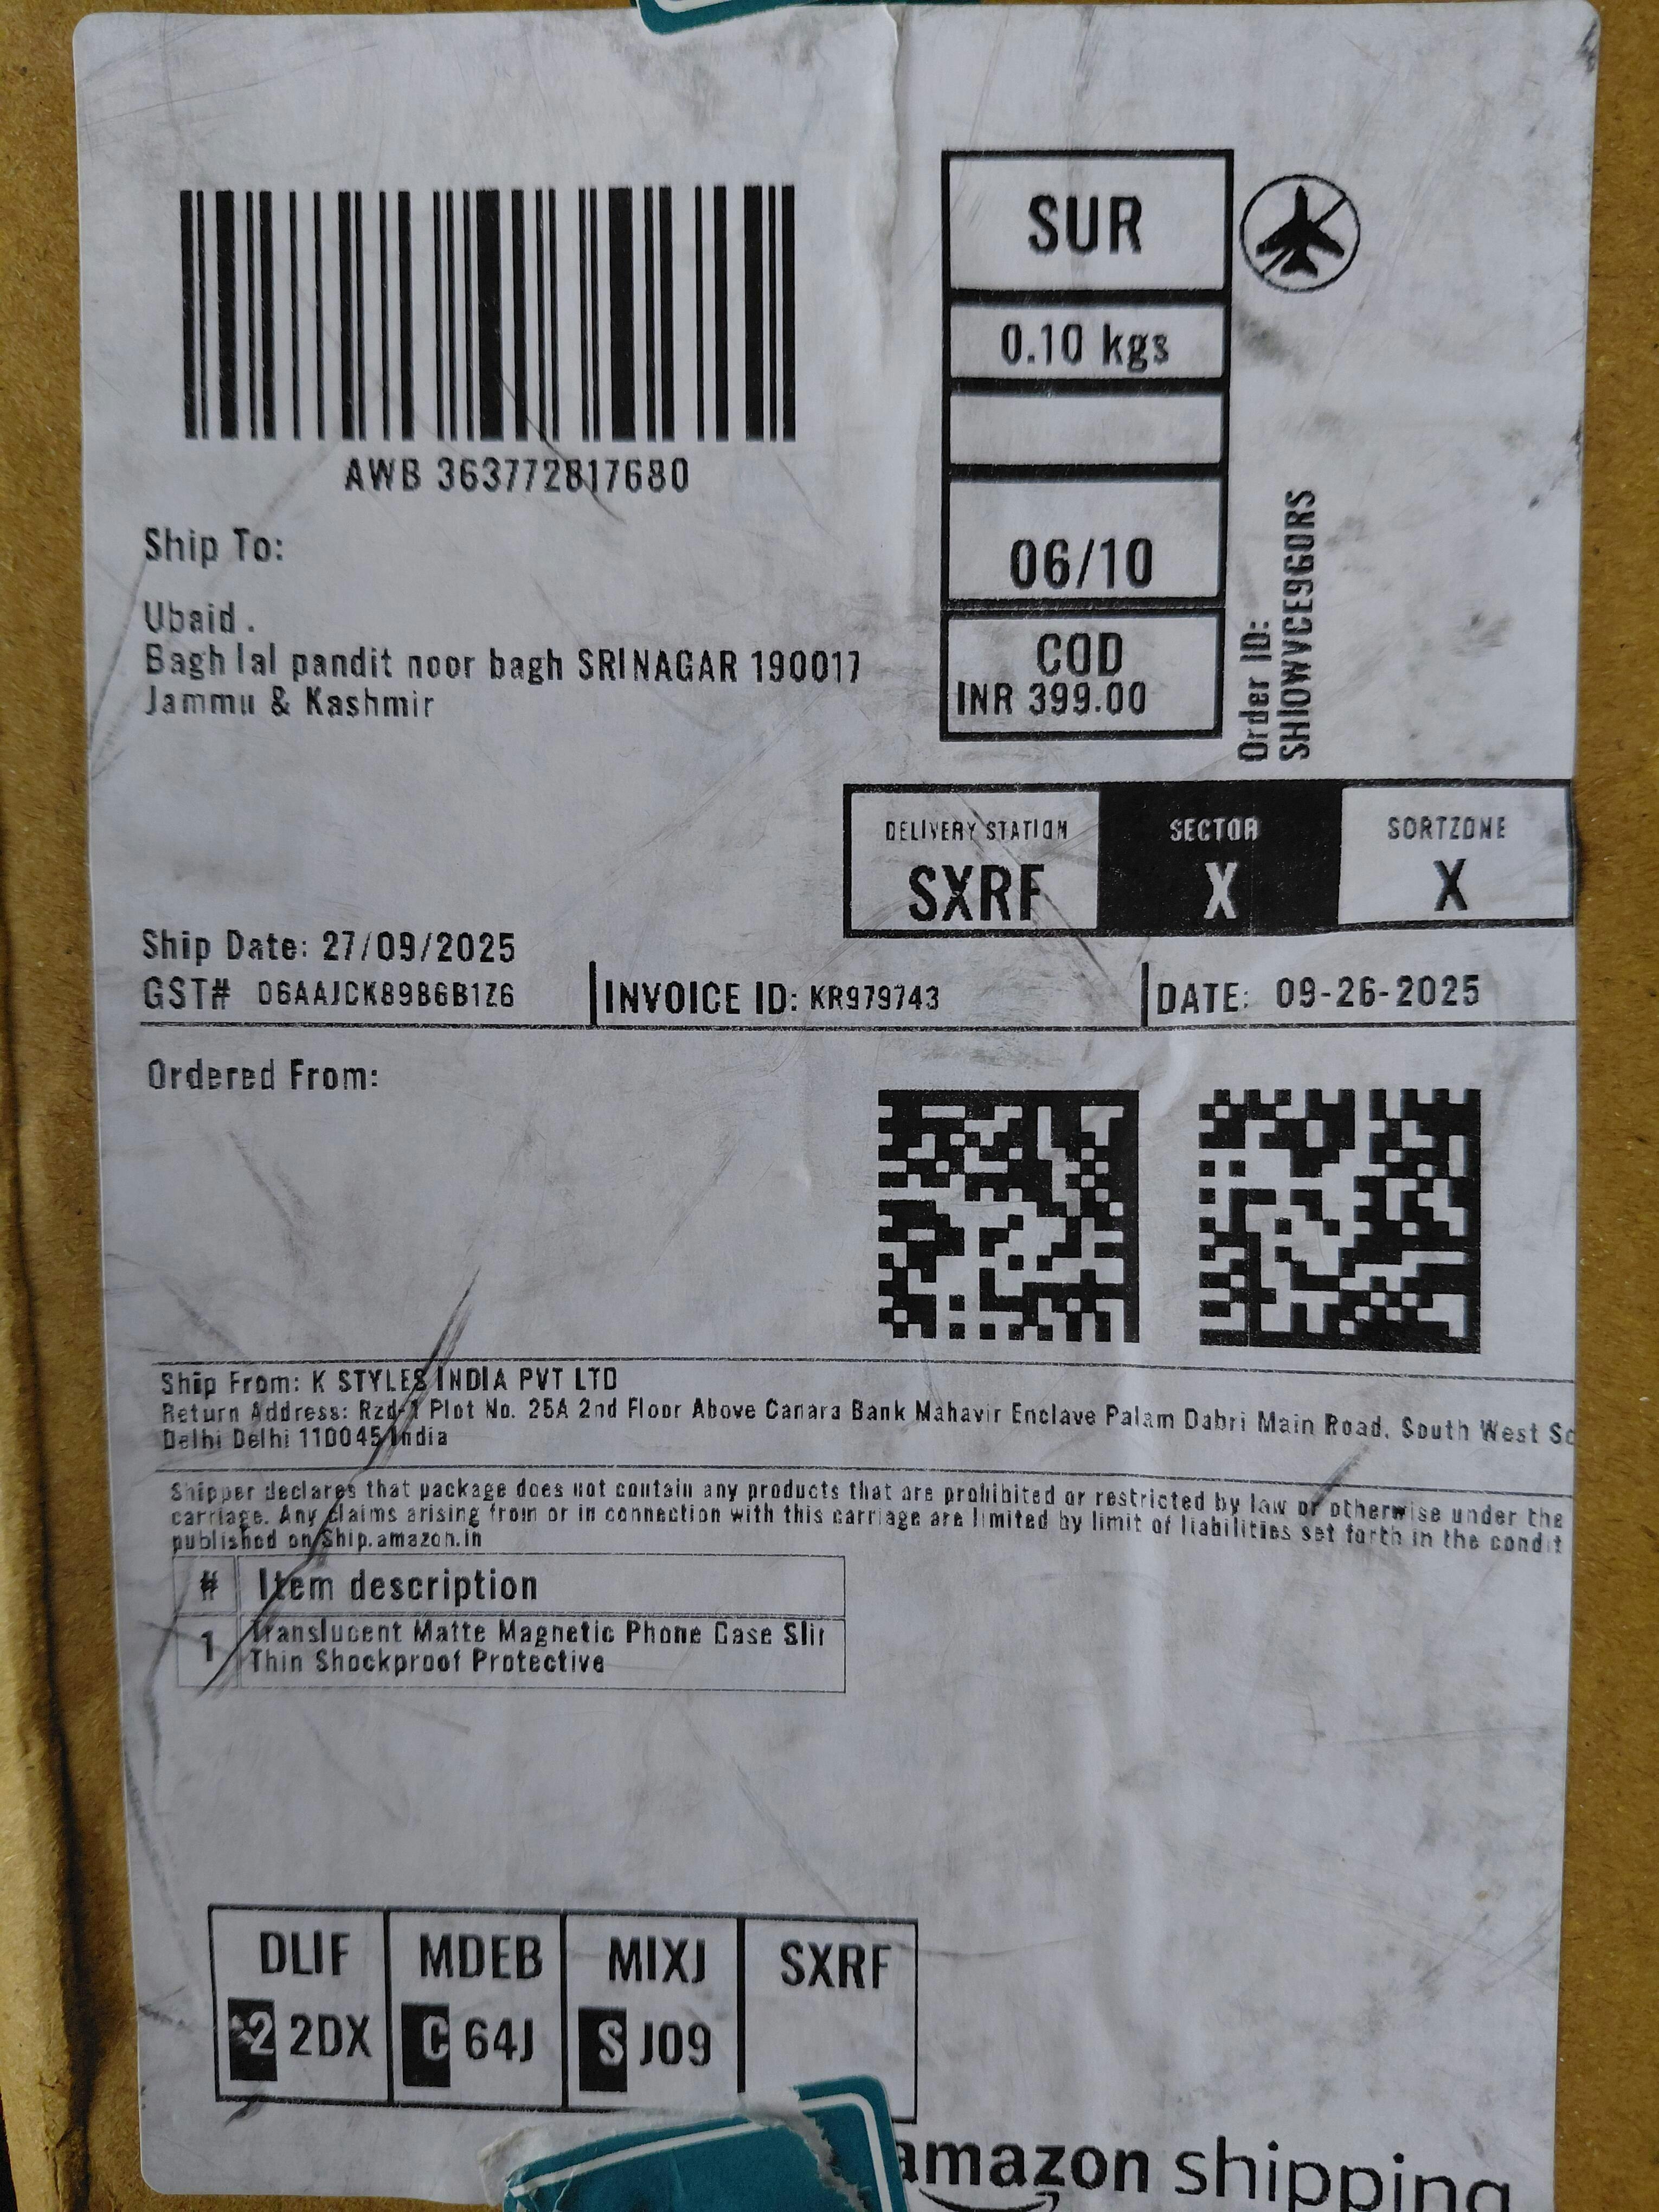 SUR
0.10 kgs
06/10
COD
INR 399.00
Order ID:
SHIOWVCE9GORS
AWB 363772817680
Ship To:
Ubaid .
Bagh lal pandit noor bagh SRINAGAR 190017
Jammu & Kashmir
DELIVERY STATION
SXRF
SECTOR
X
SORTZONE
X
Ship Date: 27/09/2025
GST# 06AAJCK8986B1Z6
INVOICE ID: KR979743
DATE: 09-26-2025
Ordered From:
Ship From: K STYLES INDIA PVT LTD
Return Address: Rzd-1 Plot No. 25A 2nd Floor Above Canara Bank Mahavir Enclave Palam Dabri Main Road, South West
Delhi Delhi 110045 India
Shipper declares that package does not contain any products that are prohibited or restricted by law or otherwise under the
carriage. Any claims arising from or in connection with this carriage are limited by limit of liabilities set forth in the condit
published on Ship.amazon.in
# Item description
1 Translucent Matte Magnetic Phone Case
Thin Shockproof Protective
DLIF MDEB MIXJ SXRF
2DX C 64J S J09
amazon shipping